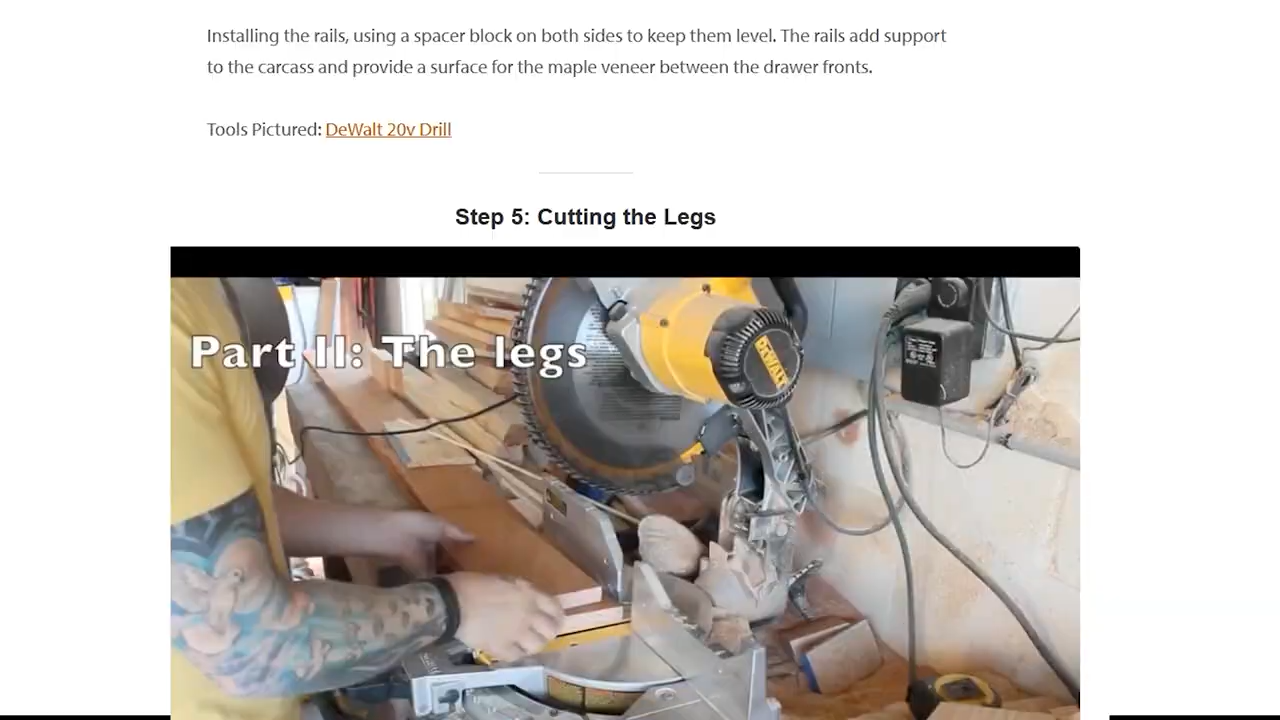 Installing the rails, using a spacer block on both sides to keep them level. The rails add support
to the carcass and provide a surface for the maple veneer between the drawer fronts.
Tools Pictured: DeWalt 20v Drill
Step 5: Cutting the Legs
Part II: The legs
DEWALT